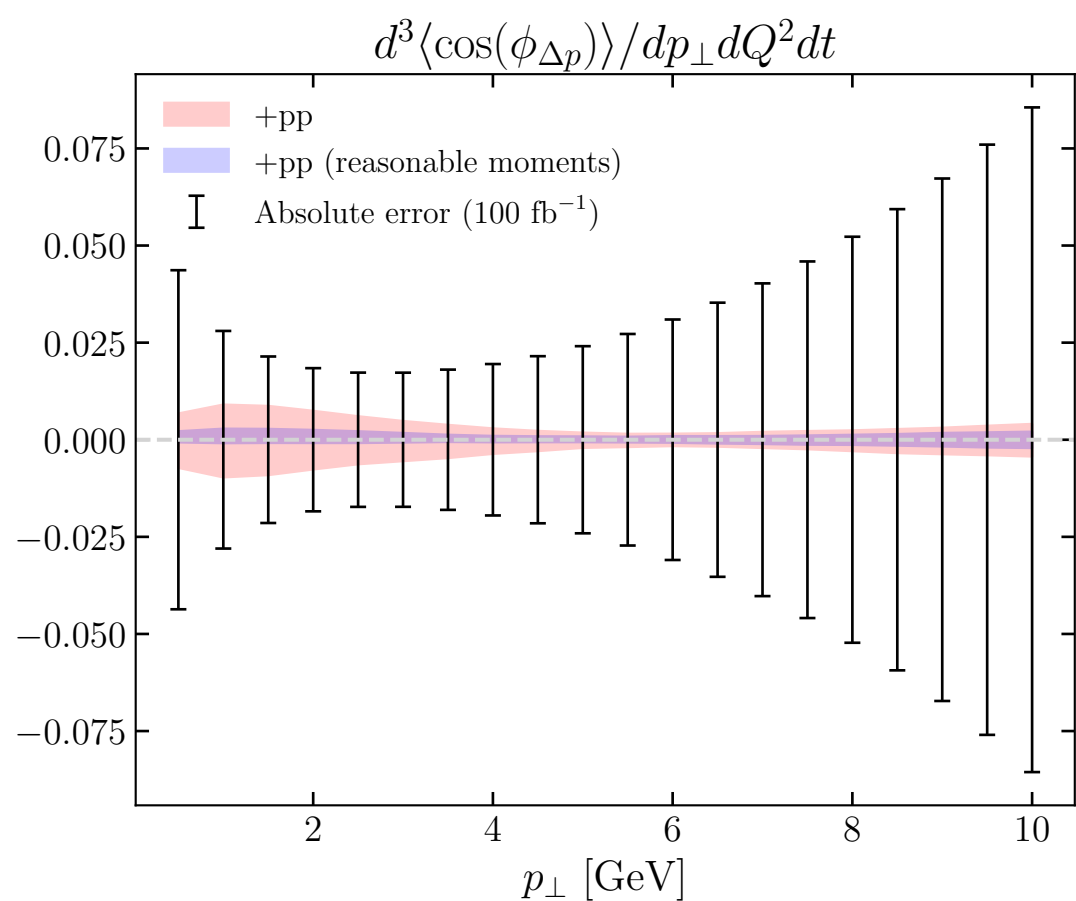 d³⟨cos(ϕ_Δp)⟩/dp_⊥dQ²dt
+pp
+pp (reasonable moments)
Absolute error (100 fb⁻¹)
0.075
0.050
0.025
0.000
−0.025
−0.050
−0.075
2 4 6 8 10
p_⊥ [GeV]